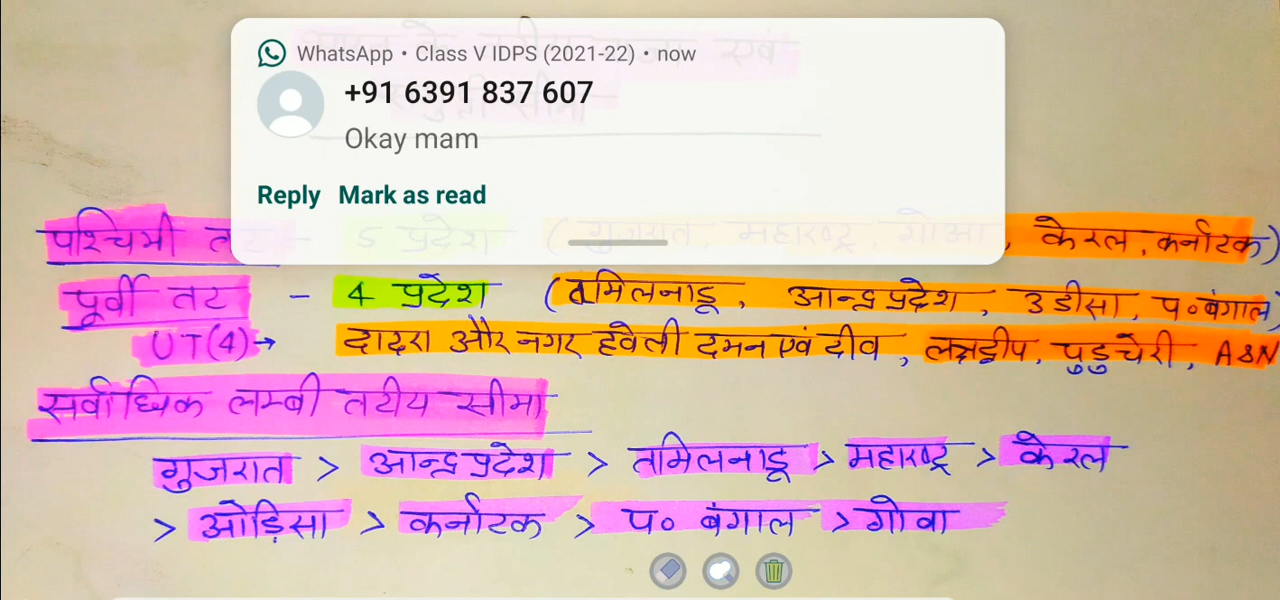 WhatsApp • Class V IDPS (2021-22) • now
+91 6391 837 607
Okay mam
Reply Mark as read
पश्चिमी तट - 5 प्रदेश (गुजरात, महाराष्ट्र, गोआ, केरल, कर्नाटक)
पूर्वी तट - 4 प्रदेश (तमिलनाडू, आन्ध्रप्रदेश, उडीसा, प० बंगाल)
UT(4)→ दादरा और नगर हवेली दमन एवं दीव, लक्षद्वीप, पुडुचेरी, A&N
सर्वाधिक लम्बी तटीय सीमा
गुजरात > आन्ध्रप्रदेश > तमिलनाडू > महाराष्ट्र > केरल
> ओड़िसा > कर्नाटक > प० बंगाल > गोवा